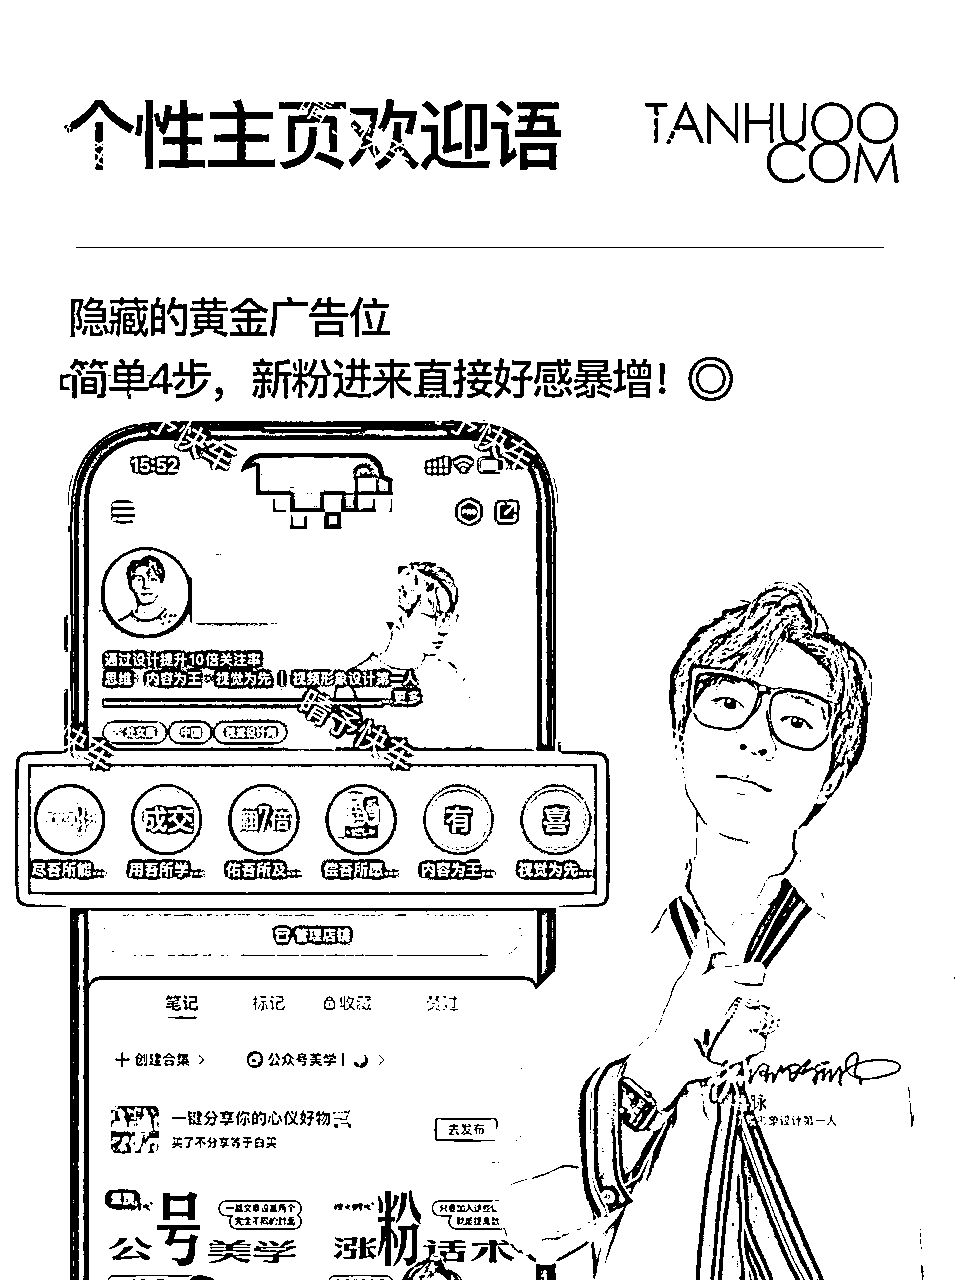 个性主页欢迎语
TANHUOO
COM
隐藏的黄金广告位
简单4步，新粉进来直接好感暴增！
15:52
通过设计提升10倍关注率
思维：内容为王：视觉为先 || 视频形象设计第一人
更多
中国
晴予快车
成交
翻7倍
有
喜
尽吾所能...
用吾所学...
佑吾所及...
偿吾所愿...
内容为王...
视觉为先...
管理店铺
笔记
标记
收藏
赞过
创建合集 >
公众号美学 | >
一键分享你的心仪好物
买了不分享等于白买
去发布
公号美学
涨粉话术
象设计第一人